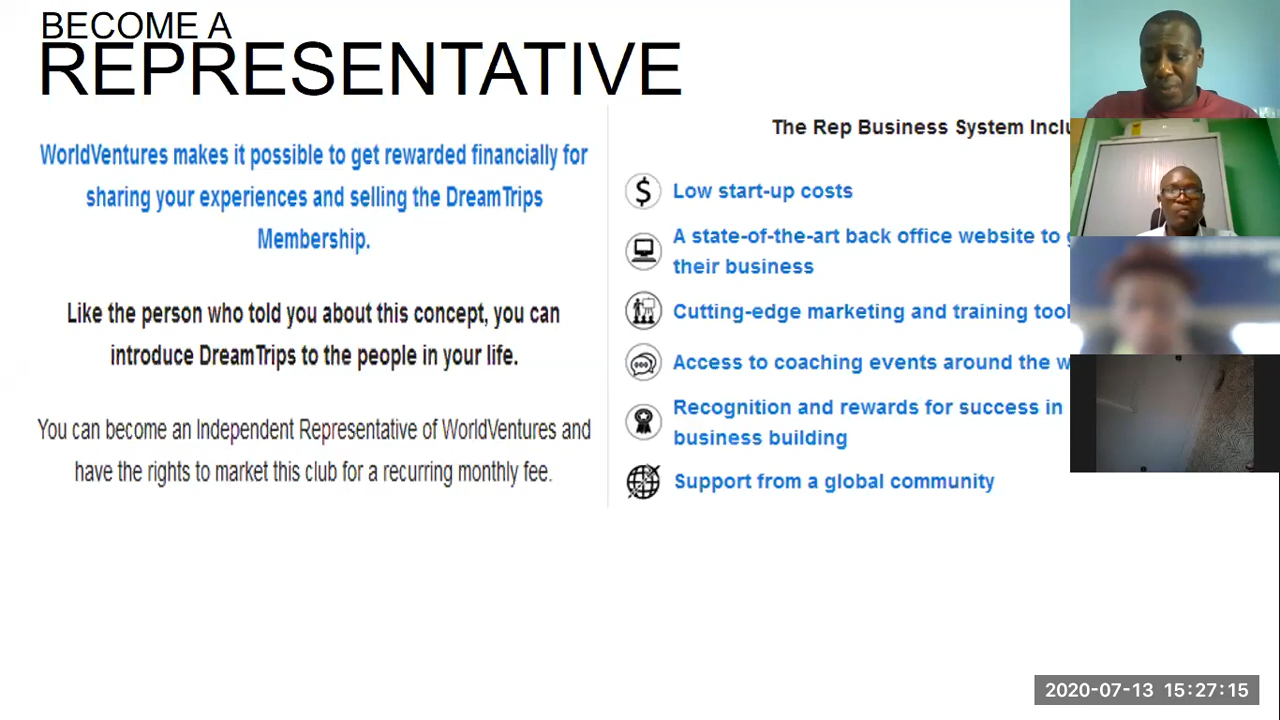 BECOME A
REPRESENTATIVE
WorldVentures makes it possible to get rewarded financially for
sharing your experiences and selling the DreamTrips
Membership.
Like the person who told you about this concept, you can
introduce DreamTrips to the people in your life.
You can become an Independent Representative of WorldVentures and
have the rights to market this club for a recurring monthly fee.
The Rep Business System
$ Low start-up costs
A state-of-the-art back office website to
their business
Cutting-edge marketing and training
Access to coaching events around the
Recognition and rewards for success in
business building
Support from a global community
2020-07-13 15:27:15